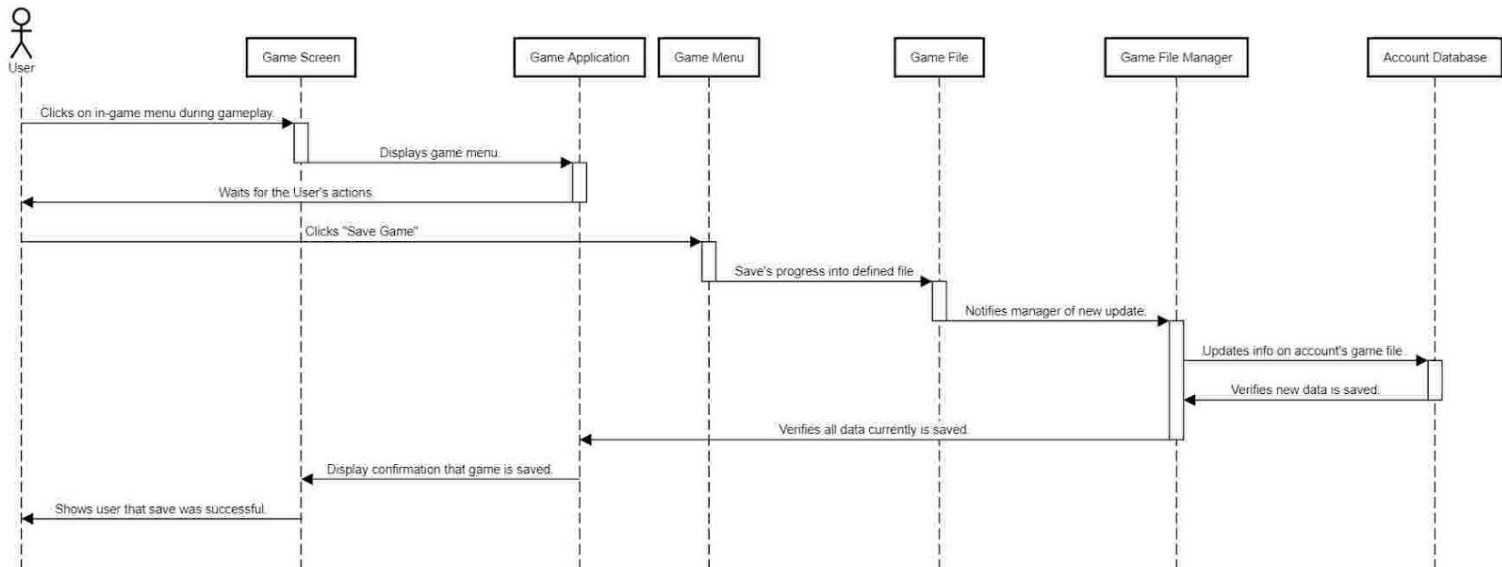 User
Game Screen
Game Application
Game Menu
Game File
Game File Manager
Account Database
Clicks on in-game menu during gameplay.
Displays game menu.
Waits for the User's actions.
Clicks "Save Game"
Save's progress into defined file
Notifies manager of new update.
Updates info on account's game file
Verifies new data is saved.
Verifies all data currently is saved.
Display confirmation that game is saved.
Shows user that save was successful.